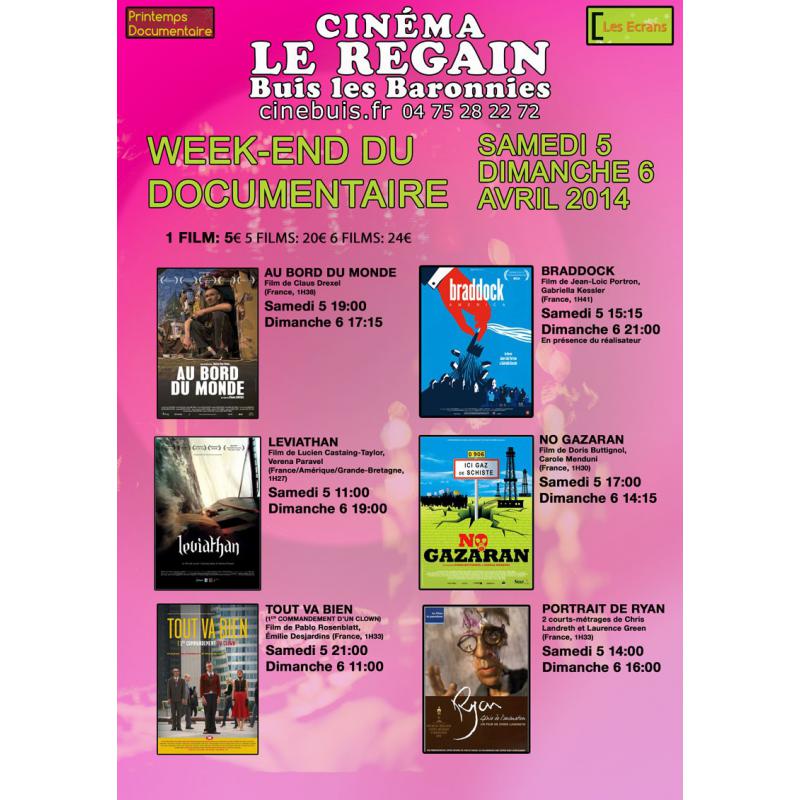 Printemps
Documentaire
Les Ecrans
CINÉMA
LE REGAIN
Buis les Baronnies
cinebuis.fr 04 75 28 22 72
WEEK-END DU
DOCUMENTAIRE
SAMEDI 5
DIMANCHE 6
AVRIL 2014
1 FILM: 5€ 5 FILMS: 20€ 6 FILMS: 24€
AU BORD
DU MONDE
AU BORD DU MONDE
Film de Claus Drexel
(France, 1H38)
Samedi 5 19:00
Dimanche 6 17:15
braddock
AMERICA
BRADDOCK
Film de Jean-Loic Portron,
Gabriella Kessler
(France, 1H41)
Samedi 5 15:15
Dimanche 6 21:00
En présence du réalisateur
leviathan
LEVIATHAN
Film de Lucien Castaing-Taylor,
Verena Paravel
(France/Amérique/Grande-Bretagne,
1H27)
Samedi 5 11:00
Dimanche 6 19:00
D 906
ICI GAZ
DE SCHISTE
NO
GAZARAN
NO GAZARAN
Film de Doris Buttignol,
Carole Menduni
(France, 1H30)
Samedi 5 17:00
Dimanche 6 14:15
TOUT VA BIEN
(1ER COMMANDEMENT DU CLOWN)
TOUT VA BIEN
(1ER COMMANDEMENT D'UN CLOWN)
Film de Pablo Rosenblatt,
Émilie Desjardins (France, 1H33)
Samedi 5 21:00
Dimanche 6 11:00
Ryan
PORTRAIT DE RYAN
2 courts-métrages de Chris
Landreth et Laurence Green
(France, 1H33)
Samedi 5 14:00
Dimanche 6 16:00